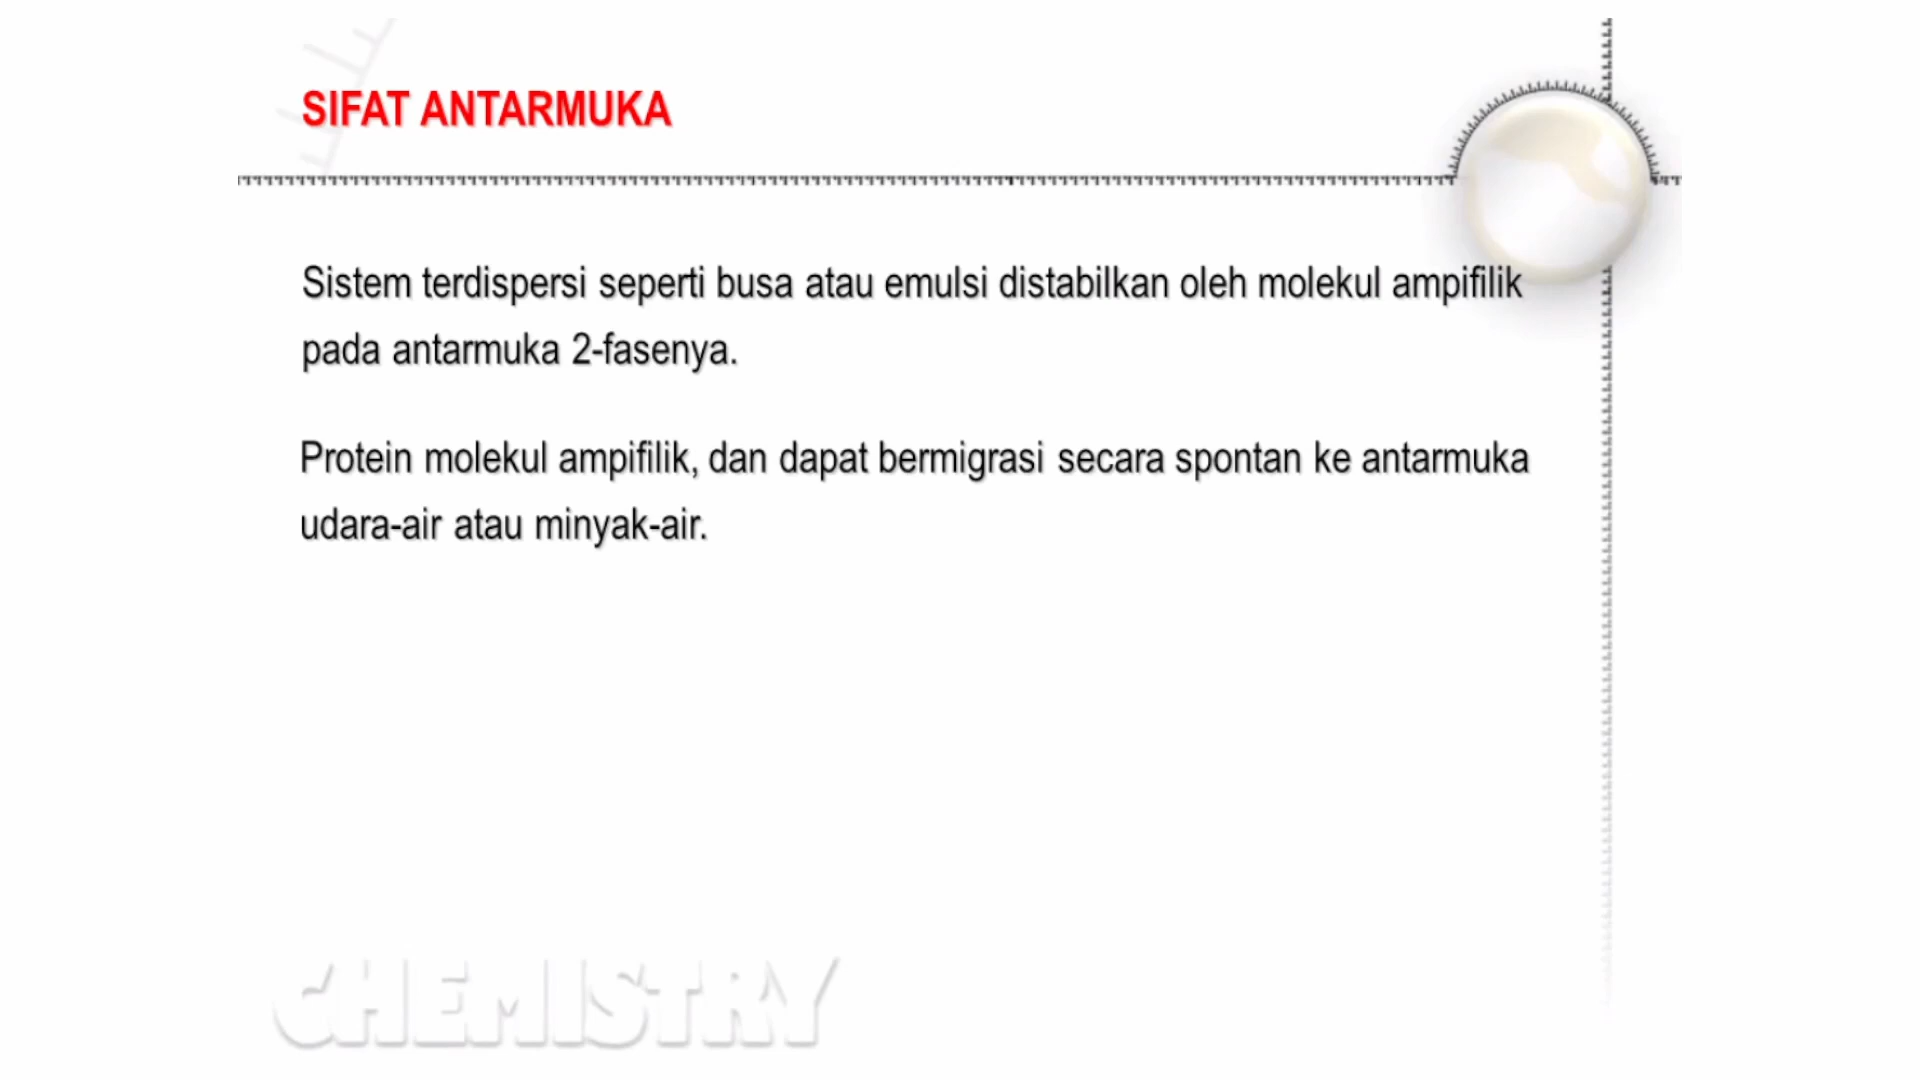 SIFAT ANTARMUKA
Sistem terdispersi seperti busa atau emulsi distabilkan oleh molekul ampifilik
pada antarmuka 2-fasenya.
Protein molekul ampifilik, dan dapat bermigrasi secara spontan ke antarmuka
udara-air atau minyak-air.
CHEMISTRY